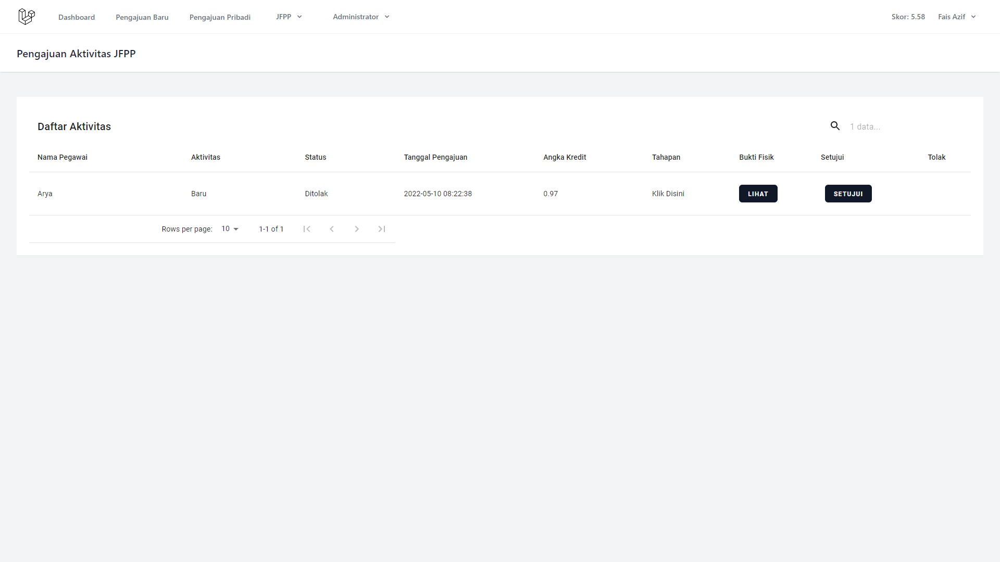 Dashboard Pengajuan Baru Pengajuan Pribadi JFPP Administrator Skor: 5.58 Fais Azif
Pengajuan Aktivitas JFPP
Daftar Aktivitas 1 data...
Nama Pegawai Aktivitas Status Tanggal Pengajuan Angka Kredit Tahapan Bukti Fisik Setujui Tolak
Arya Baru Ditolak 2022-05-10 08:22:38 0.97 Klik Disini LIHAT SETUJUI
Rows per page: 10 1-1 of 1